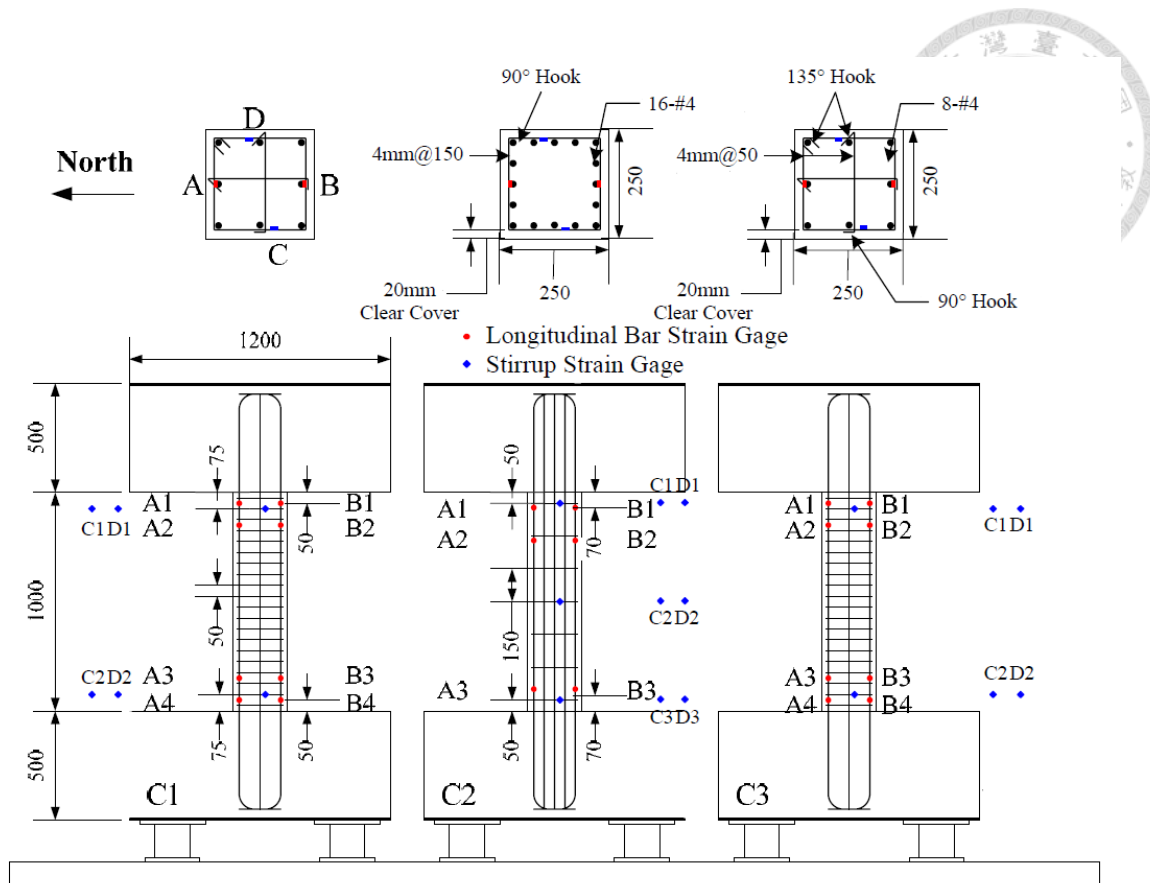 臺
90° Hook
135° Hook
16-#4
8-#4
D
North
4mm@150
4mm@50
A
B
250
250
C
20mm
Clear Cover
250
20mm
Clear Cover
250
90° Hook
Longitudinal Bar Strain Gage
Stirrup Strain Gage
1200
500
75
50
A1
B1
A1
B1
C1D1
A1
B1
C1D1
A2
B2
50
A2
B2
70
A2
B2
C1D1
1000
50
150
C2D2
C2D2
A3
B3
A4
B4
A3
B3
C3D3
A3
B3
A4
B4
C2D2
75
50
50
70
500
C1
C2
C3